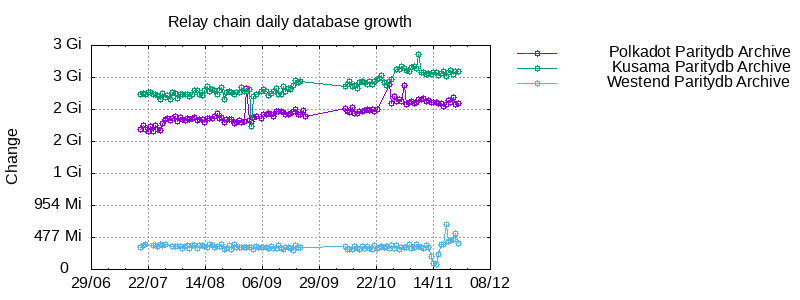 Relay chain daily database growth
3 Gi
3 Gi
2 Gi
2 Gi
1 Gi
954 Mi
477 Mi
0
Change
29/06 22/07 14/08 06/09 29/09 22/10 14/11 08/12
Polkadot Paritydb Archive
Kusama Paritydb Archive
Westend Paritydb Archive